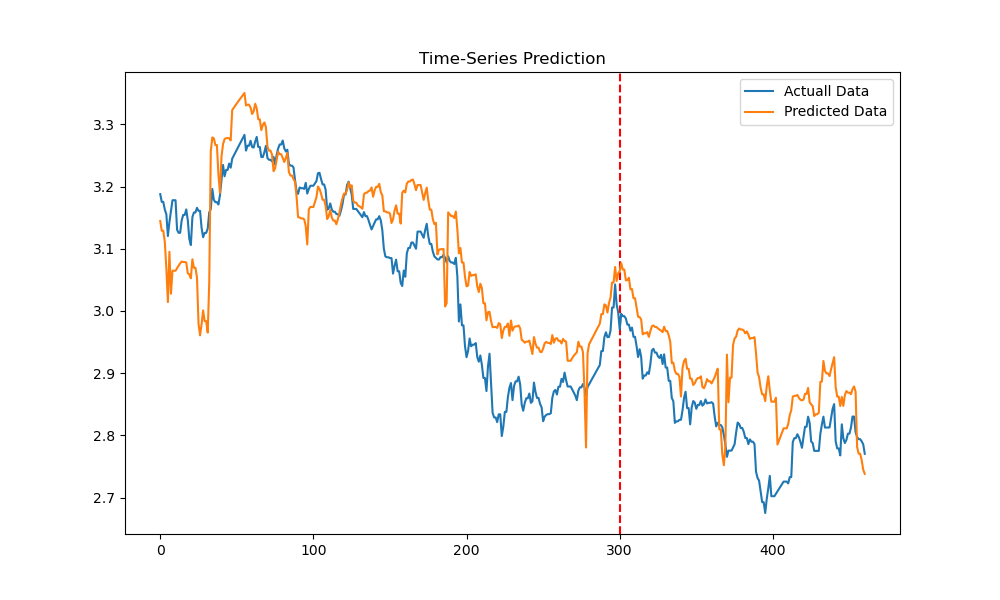 Time-Series Prediction
Actuall Data
Predicted Data
3.3
3.2
3.1
3.0
2.9
2.8
2.7
0 100 200 300 400